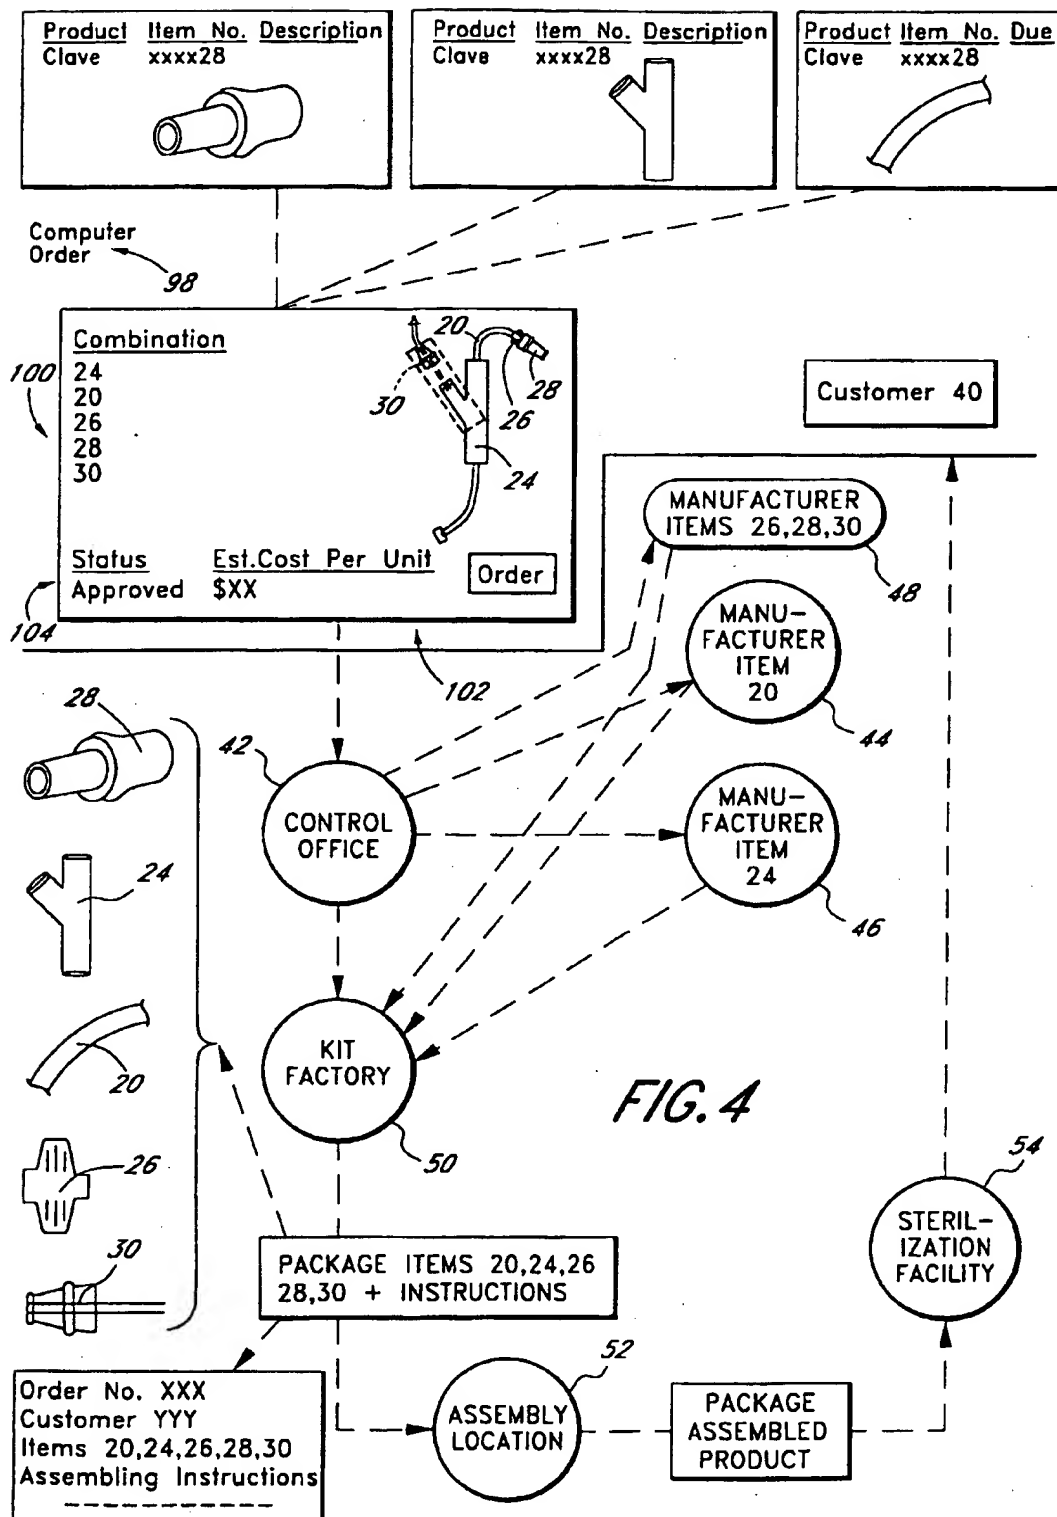 Product Item No. Description
Clave xxxx28
Product Item No. Description
Clave xxxx28
Product Item No. Due
Clave xxxx28
Computer
Order
98
Combination
24
20
26
28
30
20
30
26
28
24
100
Status Est.Cost Per Unit
Approved $XX
Order
104
102
Customer 40
MANUFACTURER
ITEMS 26,28,30
48
MANU-
FACTURER
ITEM
20
44
28
42
CONTROL
OFFICE
MANU-
FACTURER
ITEM
24
46
24
20
KIT
FACTORY
50
FIG. 4
26
30
54
STERIL-
IZATION
FACILITY
PACKAGE ITEMS 20,24,26
28,30 + INSTRUCTIONS
52
Order No. XXX
Customer YYY
Items 20,24,26,28,30
Assembling Instructions
ASSEMBLY
LOCATION
PACKAGE
ASSEMBLED
PRODUCT